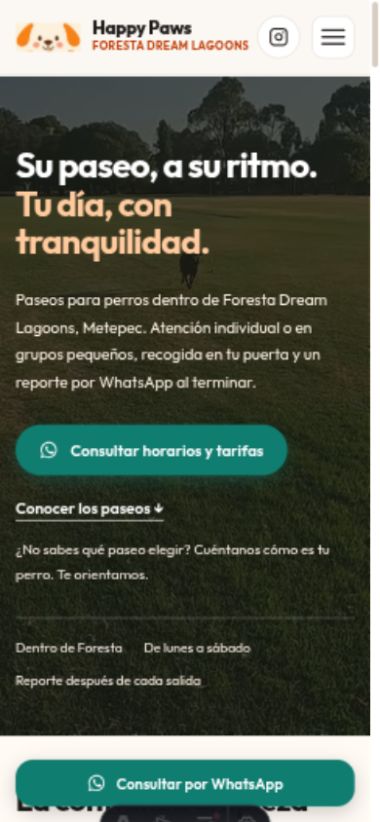 Happy Paws
FORESTA DREAM LAGOONS
Su paseo, a su ritmo.
Tu día, con
tranquilidad.
Paseos para perros dentro de Foresta Dream
Lagoons, Metepec. Atención individual o en
grupos pequeños, recogida en tu puerta y un
reporte por WhatsApp al terminar.
Consultar horarios y tarifas
Conocer los paseos ↓
¿No sabes qué paseo elegir? Cuéntanos cómo es tu
perro. Te orientamos.
Dentro de Foresta De lunes a sábado
Reporte después de cada salida
Consultar por WhatsApp